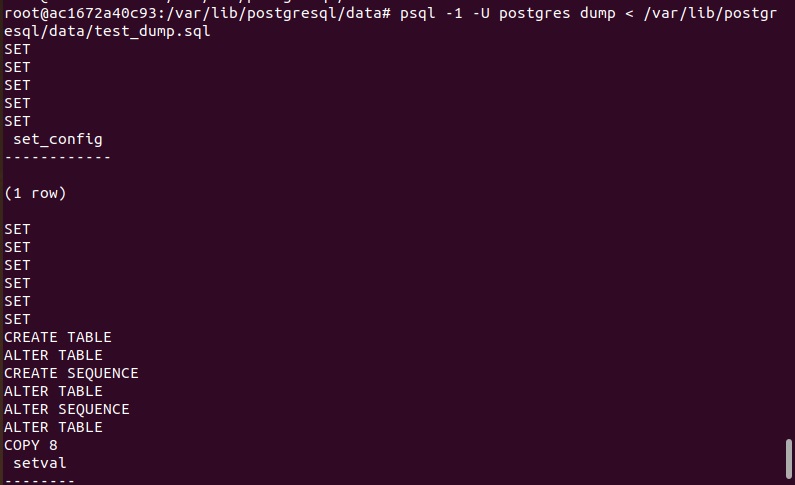 root@ac1672a40c93:/var/lib/postgresql/data# psql -1 -U postgres dump < /var/lib/postgr
esql/data/test_dump.sql
SET
SET
SET
SET
SET
 set_config
------------

(1 row)

SET
SET
SET
SET
SET
SET
CREATE TABLE
ALTER TABLE
CREATE SEQUENCE
ALTER TABLE
ALTER SEQUENCE
ALTER TABLE
COPY 8
 setval
--------